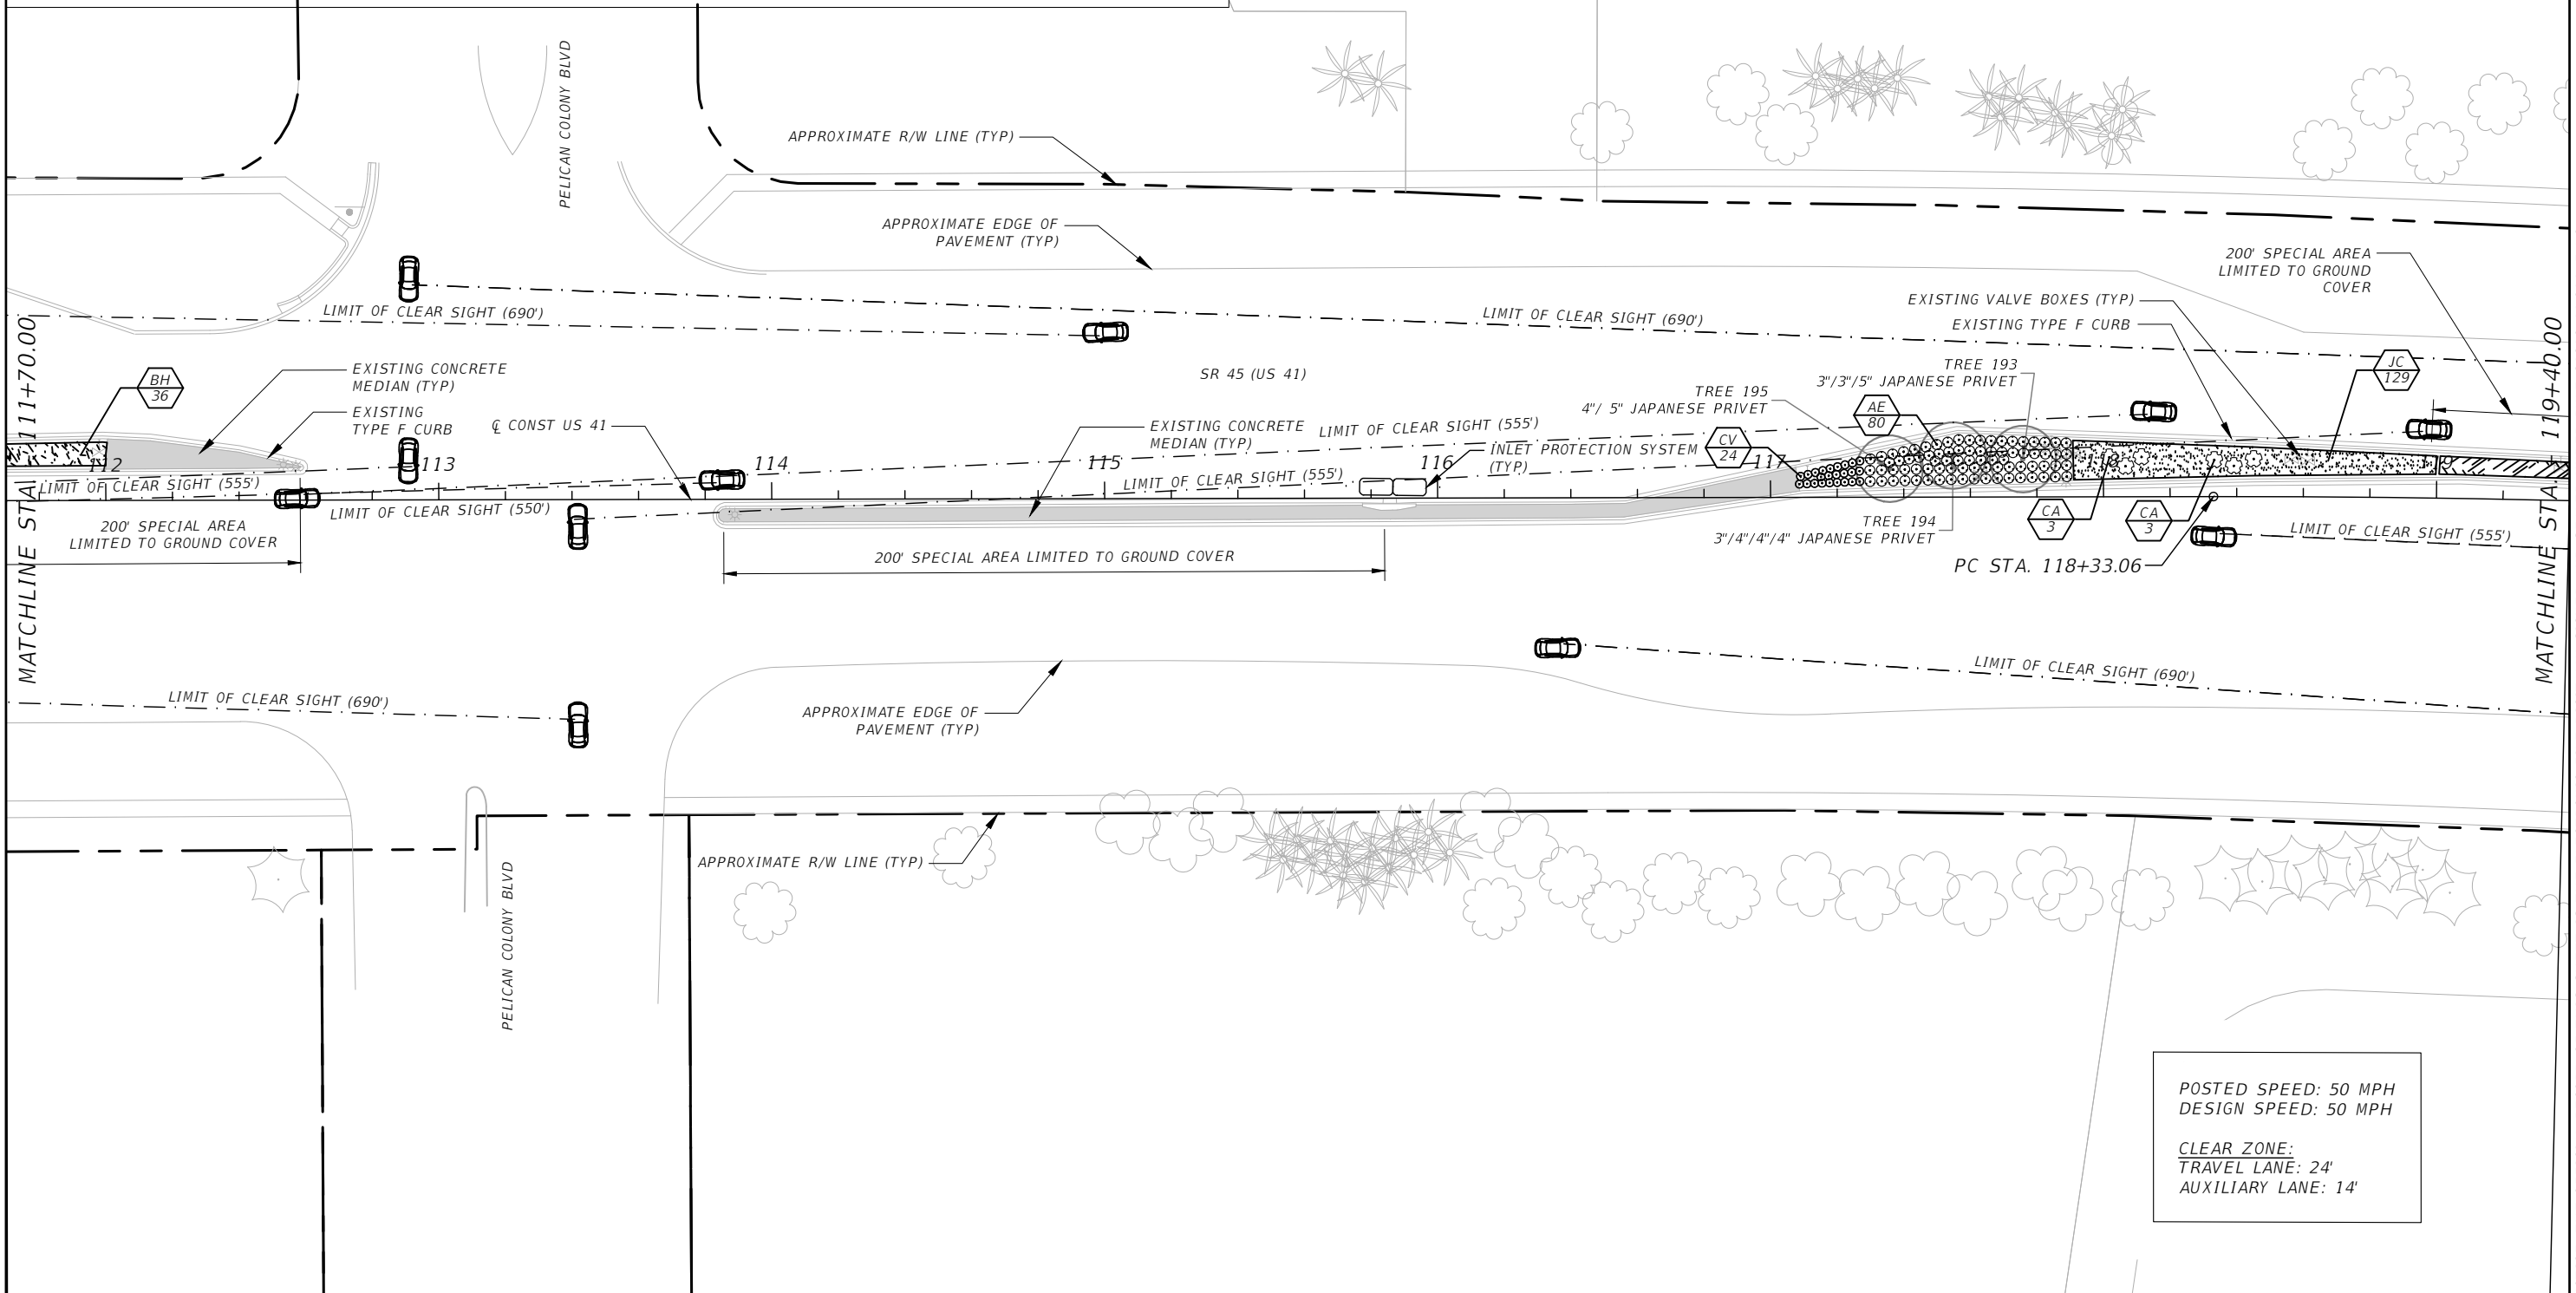 PELICAN COLONY BLVD
APPROXIMATE R/W LINE (TYP)
APPROXIMATE EDGE OF
PAVEMENT (TYP)
200' SPECIAL AREA
LIMITED TO GROUND
COVER
EXISTING VALVE BOXES (TYP)
EXISTING TYPE F CURB
LIMIT OF CLEAR SIGHT (690')
LIMIT OF CLEAR SIGHT (690')
MATCHLINE STA. 111+70.00
BH
36
EXISTING CONCRETE
MEDIAN (TYP)
EXISTING
TYPE F CURB
℄ CONST US 41
SR 45 (US 41)
EXISTING CONCRETE
MEDIAN (TYP)
LIMIT OF CLEAR SIGHT (555')
TREE 195
4"/ 5" JAPANESE PRIVET
TREE 193
3"/3"/5" JAPANESE PRIVET
AE
80
CV
24
JC
129
INLET PROTECTION SYSTEM
(TYP)
MATCHLINE STA. 119+40.00
112
113
114
115
116
117
118
LIMIT OF CLEAR SIGHT (555')
LIMIT OF CLEAR SIGHT (550')
LIMIT OF CLEAR SIGHT (555')
200' SPECIAL AREA
LIMITED TO GROUND COVER
200' SPECIAL AREA LIMITED TO GROUND COVER
TREE 194
3"/4"/4"/4" JAPANESE PRIVET
CA
3
CA
3
PC STA. 118+33.06
LIMIT OF CLEAR SIGHT (555')
LIMIT OF CLEAR SIGHT (690')
LIMIT OF CLEAR SIGHT (690')
APPROXIMATE EDGE OF
PAVEMENT (TYP)
APPROXIMATE R/W LINE (TYP)
PELICAN COLONY BLVD
POSTED SPEED: 50 MPH
DESIGN SPEED: 50 MPH
CLEAR ZONE:
TRAVEL LANE: 24'
AUXILIARY LANE: 14'